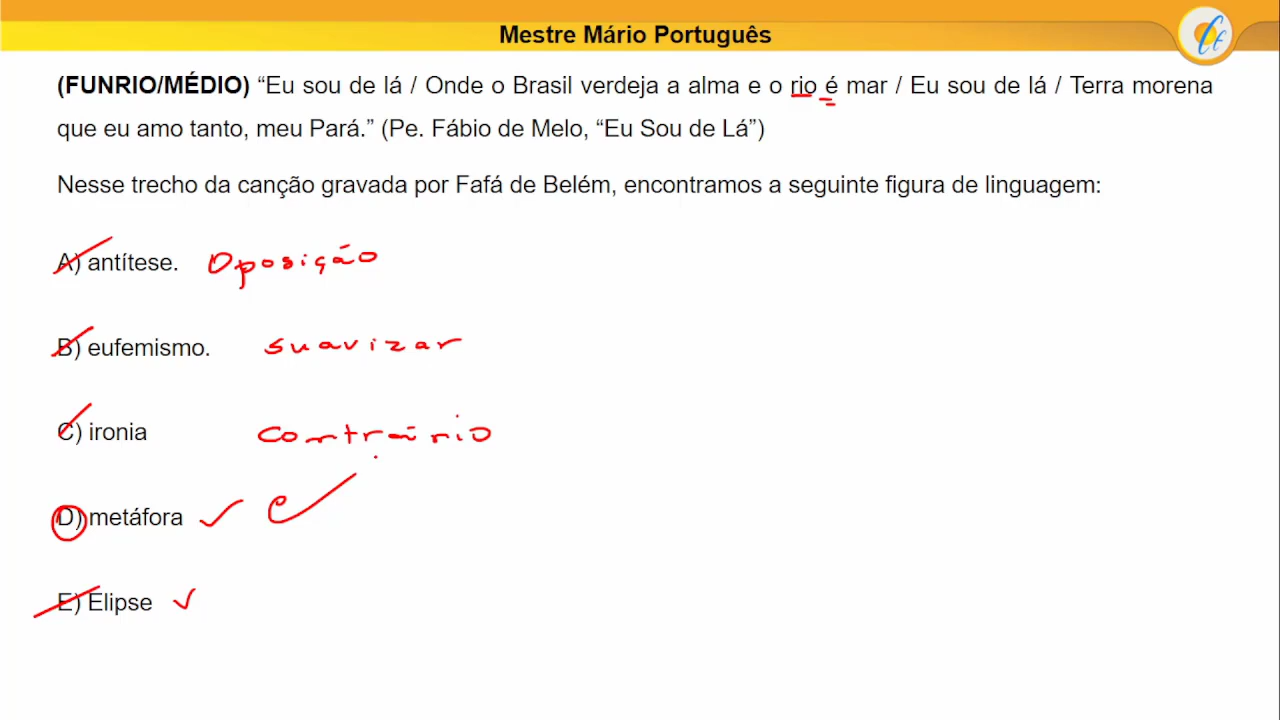 Mestre Mário Português
(FUNRIO/MÉDIO) “Eu sou de lá / Onde o Brasil verdeja a alma e o rio é mar / Eu sou de lá / Terra morena
que eu amo tanto, meu Pará.” (Pe. Fábio de Melo, “Eu Sou de Lá”)
Nesse trecho da canção gravada por Fafá de Belém, encontramos a seguinte figura de linguagem:
A) antítese. Oposição
B) eufemismo. suavizar
C) ironia contrário
D) metáfora
E) Elipse